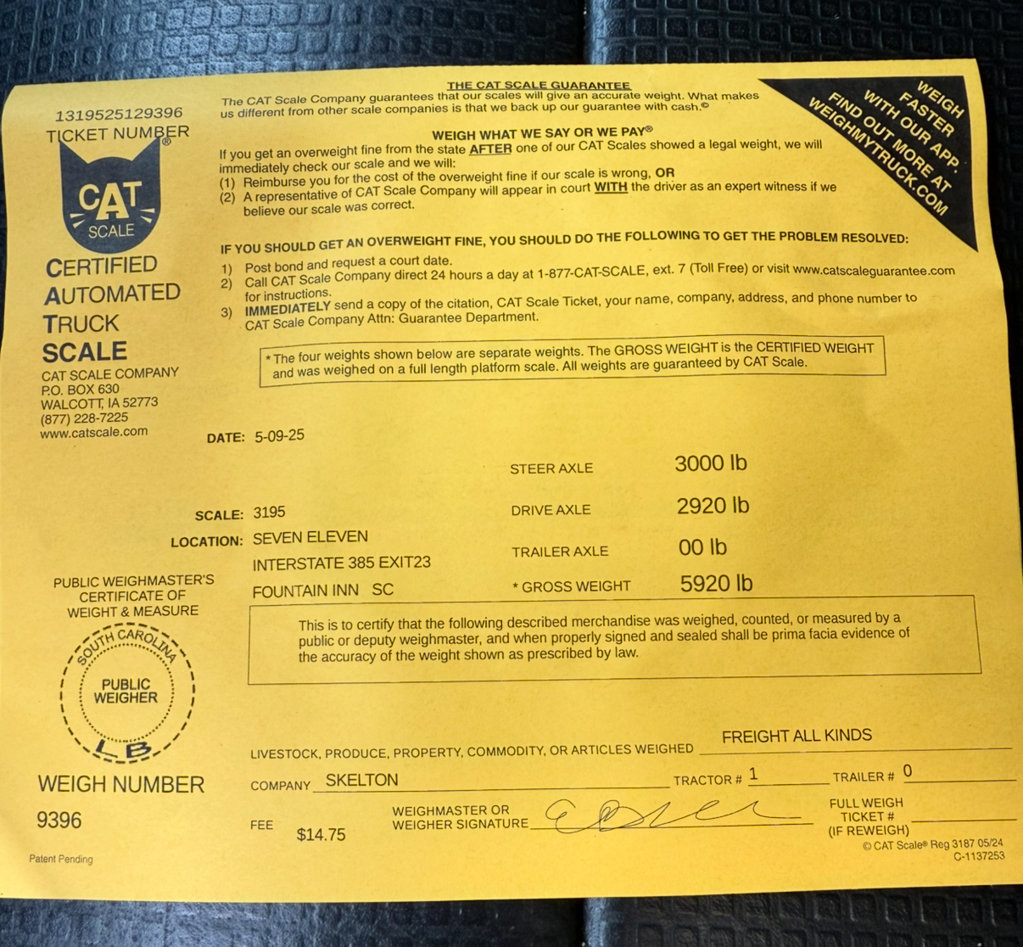 1319525129396
TICKET NUMBER
CAT
SCALE
®
CERTIFIED
AUTOMATED
TRUCK
SCALE
CAT SCALE COMPANY
P.O. BOX 630
WALCOTT, IA 52773
(877) 228-7225
www.catscale.com
THE CAT SCALE GUARANTEE
The CAT Scale Company guarantees that our scales will give an accurate weight. What makes
us different from other scale companies is that we back up our guarantee with cash.©
WEIGH WHAT WE SAY OR WE PAY®
If you get an overweight fine from the state AFTER one of our CAT Scales showed a legal weight, we will
immediately check our scale and we will:
(1) Reimburse you for the cost of the overweight fine if our scale is wrong, OR
(2) A representative of CAT Scale Company will appear in court WITH the driver as an expert witness if we
believe our scale was correct.
WEIGH
FASTER
WITH OUR APP.
FIND OUT MORE AT
WEIGHMYTRUCK.COM
IF YOU SHOULD GET AN OVERWEIGHT FINE, YOU SHOULD DO THE FOLLOWING TO GET THE PROBLEM RESOLVED:
1) Post bond and request a court date.
2) Call CAT Scale Company direct 24 hours a day at 1-877-CAT-SCALE, ext. 7 (Toll Free) or visit www.catscaleguarantee.com
for instructions.
3) IMMEDIATELY send a copy of the citation, CAT Scale Ticket, your name, company, address, and phone number to
CAT Scale Company Attn: Guarantee Department.
* The four weights shown below are separate weights. The GROSS WEIGHT is the CERTIFIED WEIGHT
and was weighed on a full length platform scale. All weights are guaranteed by CAT Scale.
DATE: 5-09-25
STEER AXLE 3000 lb
SCALE: 3195
DRIVE AXLE 2920 lb
LOCATION: SEVEN ELEVEN
INTERSTATE 385 EXIT23
TRAILER AXLE 00 lb
FOUNTAIN INN SC
* GROSS WEIGHT 5920 lb
PUBLIC WEIGHMASTER'S
CERTIFICATE OF
WEIGHT & MEASURE
SOUTH CAROLINA
PUBLIC
WEIGHER
LB
This is to certify that the following described merchandise was weighed, counted, or measured by a
public or deputy weighmaster, and when properly signed and sealed shall be prima facia evidence of
the accuracy of the weight shown as prescribed by law.
LIVESTOCK, PRODUCE, PROPERTY, COMMODITY, OR ARTICLES WEIGHED FREIGHT ALL KINDS
WEIGH NUMBER
9396
COMPANY SKELTON TRACTOR # 1 TRAILER # 0
FEE $14.75
WEIGHMASTER OR
WEIGHER SIGNATURE
FULL WEIGH
TICKET #
(IF REWEIGH)
Patent Pending
© CAT Scale® Reg 3187 05/24
C-1137253